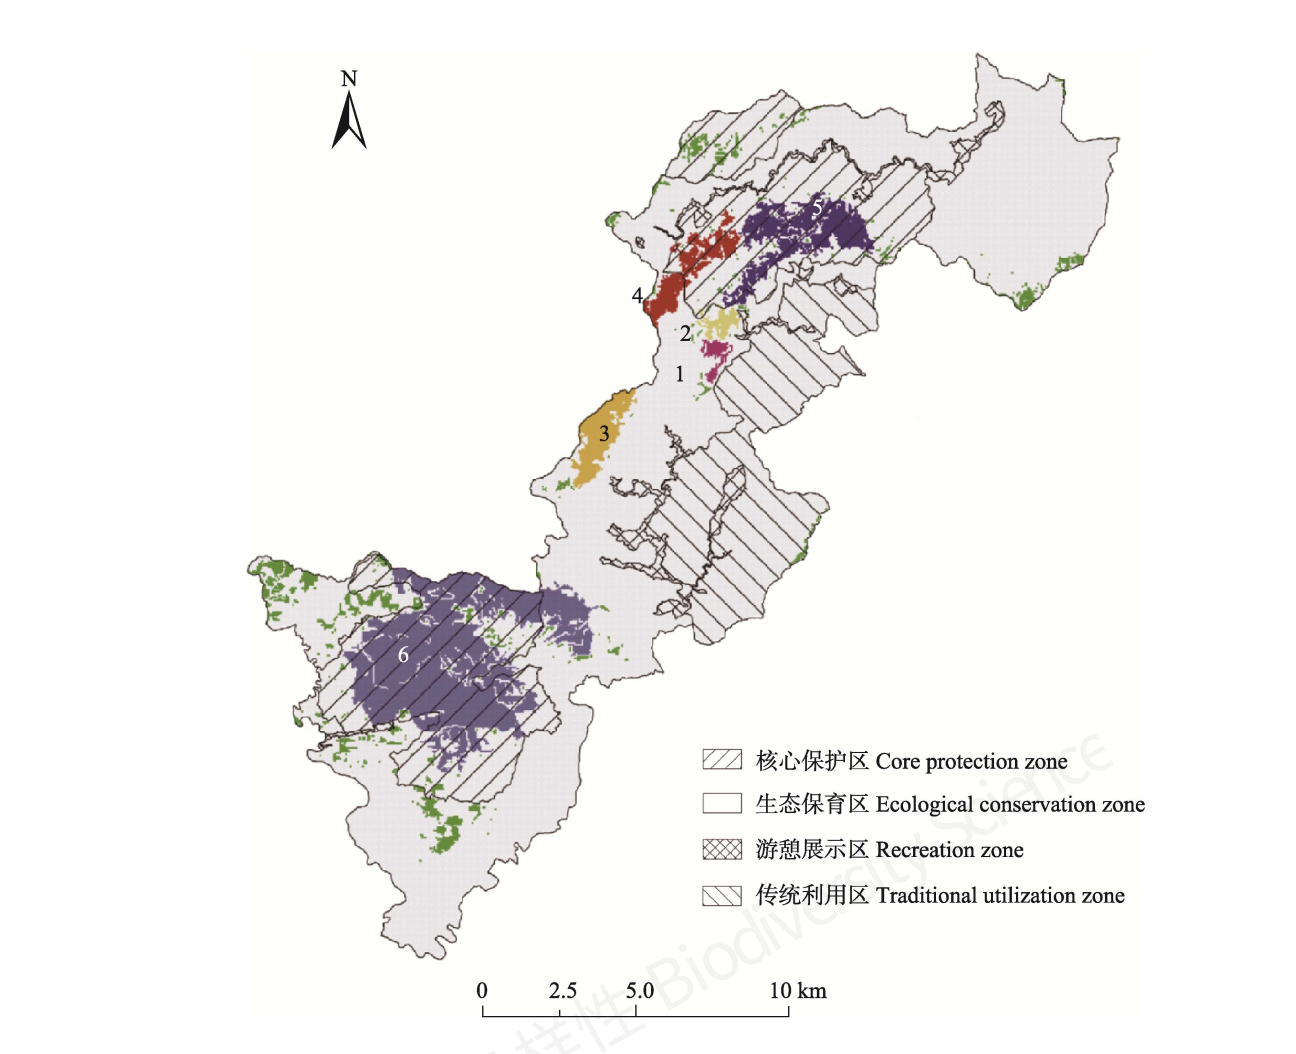 N
5
4
2
1
3
6
核心保护区 Core protection zone
生态保育区 Ecological conservation zone
游憩展示区 Recreation zone
传统利用区 Traditional utilization zone
0 2.5 5.0 10 km
样性 Biodiversity Science